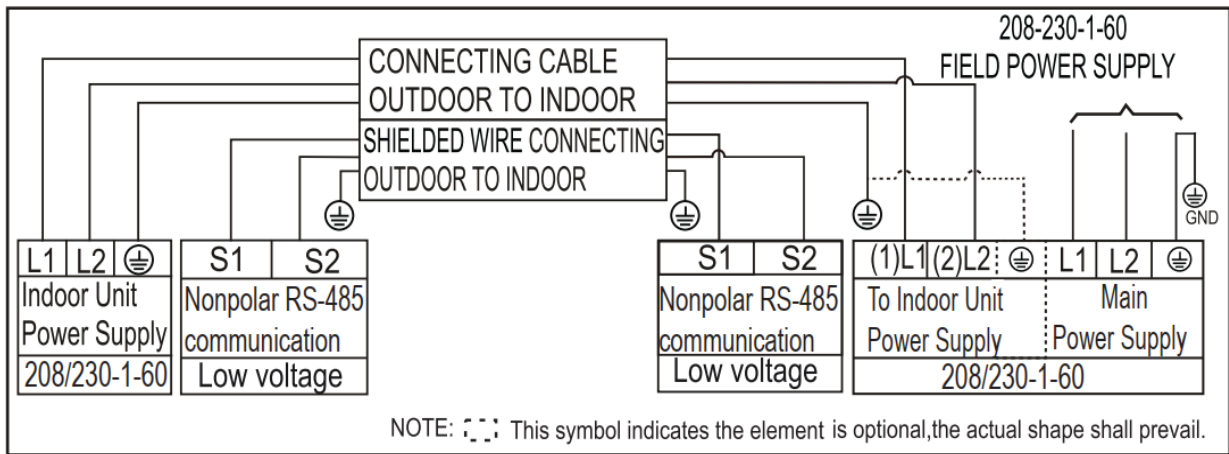 208-230-1-60
FIELD POWER SUPPLY
CONNECTING CABLE
OUTDOOR TO INDOOR
SHIELDED WIRE CONNECTING
OUTDOOR TO INDOOR
GND
L1 L2
Indoor Unit
Power Supply
208/230-1-60
S1 S2
Nonpolar RS-485
communication
Low voltage
S1 S2
Nonpolar RS-485
communication
Low voltage
(1)L1 (2)L2 L1 L2
To Indoor Unit
Power Supply
Main
Power Supply
208/230-1-60
NOTE: This symbol indicates the element is optional,the actual shape shall prevail.